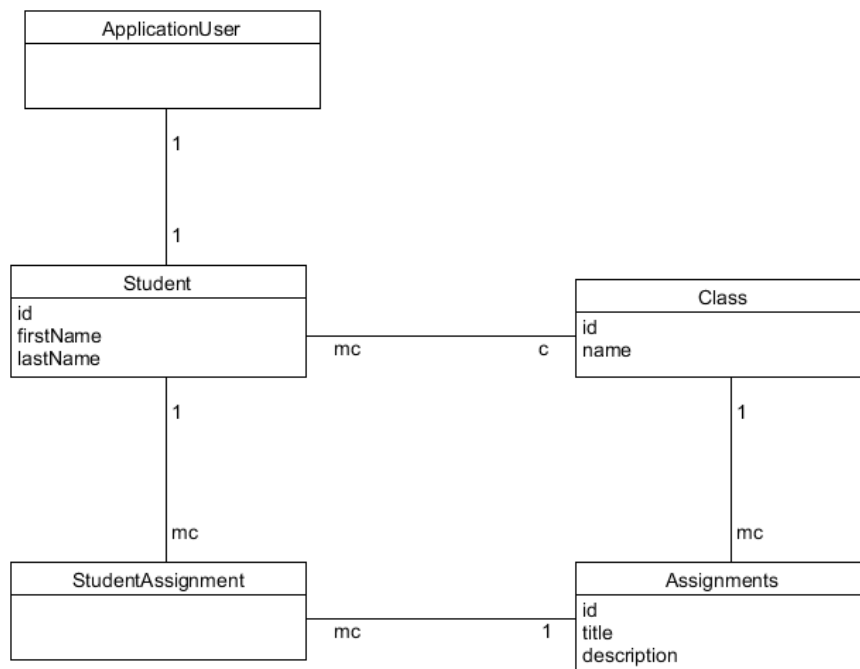 ApplicationUser
1
1
Student
id
firstName
lastName
mc
c
Class
id
name
1
mc
1
mc
StudentAssignment
mc
1
Assignments
id
title
description